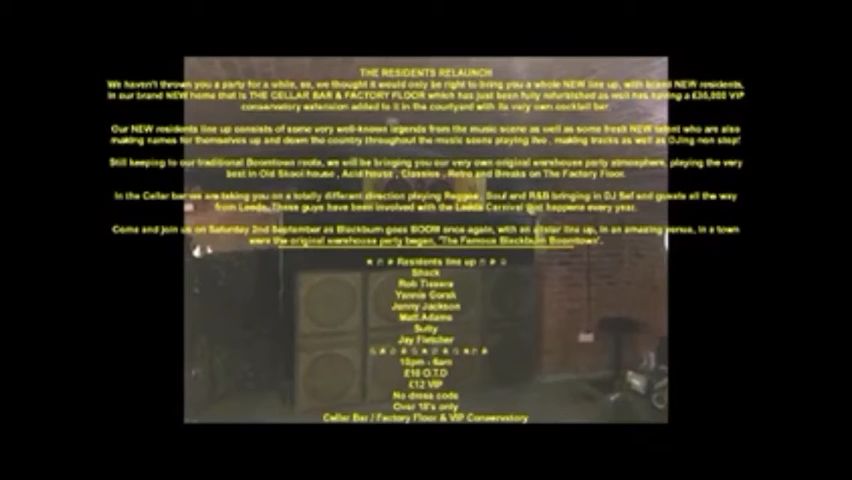 THE RESIDENTS RELAUNCH
We haven't thrown you a party for a while, so, we thought it would only be right to bring you a whole NEW line up, with brand NEW residents,
In our brand NEW home that is THE CELLAR BAR & FACTORY FLOOR which has just been fully refurbished as well has having a £30,000 VIP
conservatory extension added to it in the courtyard with its very own cocktail bar
Our NEW residents line up consists of some very well-known legends from the music scene as well as some fresh NEW talent who are also
making names for themselves up and down the country throughout the music scene playing live , making tracks as well as DJing non stop!
Still keeping to our traditional Boomtown roots, we will be bringing you our very own original warehouse party atmosphere, playing the very
best in Old Skool house , Acid house , Classics , Retro and Breaks on The Factory Floor.
In the Cellar bar we are taking you on a totally different direction playing Reggae , Soul and R&B bringing in DJ Sef and guests all the way
from Leeds. These guys have been involved with the Leeds Carnival that happens every year.
Come and join us on Saturday 2nd September as Blackburn goes BOOM once again, with an allstar line up, in an amazing venue, in a town
were the original warehouse party began, 'The Famous Blackburn Boomtown'.
Residents line up
Shack
Rob Tissera
Jenny Jackson
Matt Adams
Sutty
Jay Fletcher
10pm - 6am
£10 O.T.D
£12 VIP
No dress code
Over 18's only
Cellar Bar / Factory Floor & VIP Conservatory